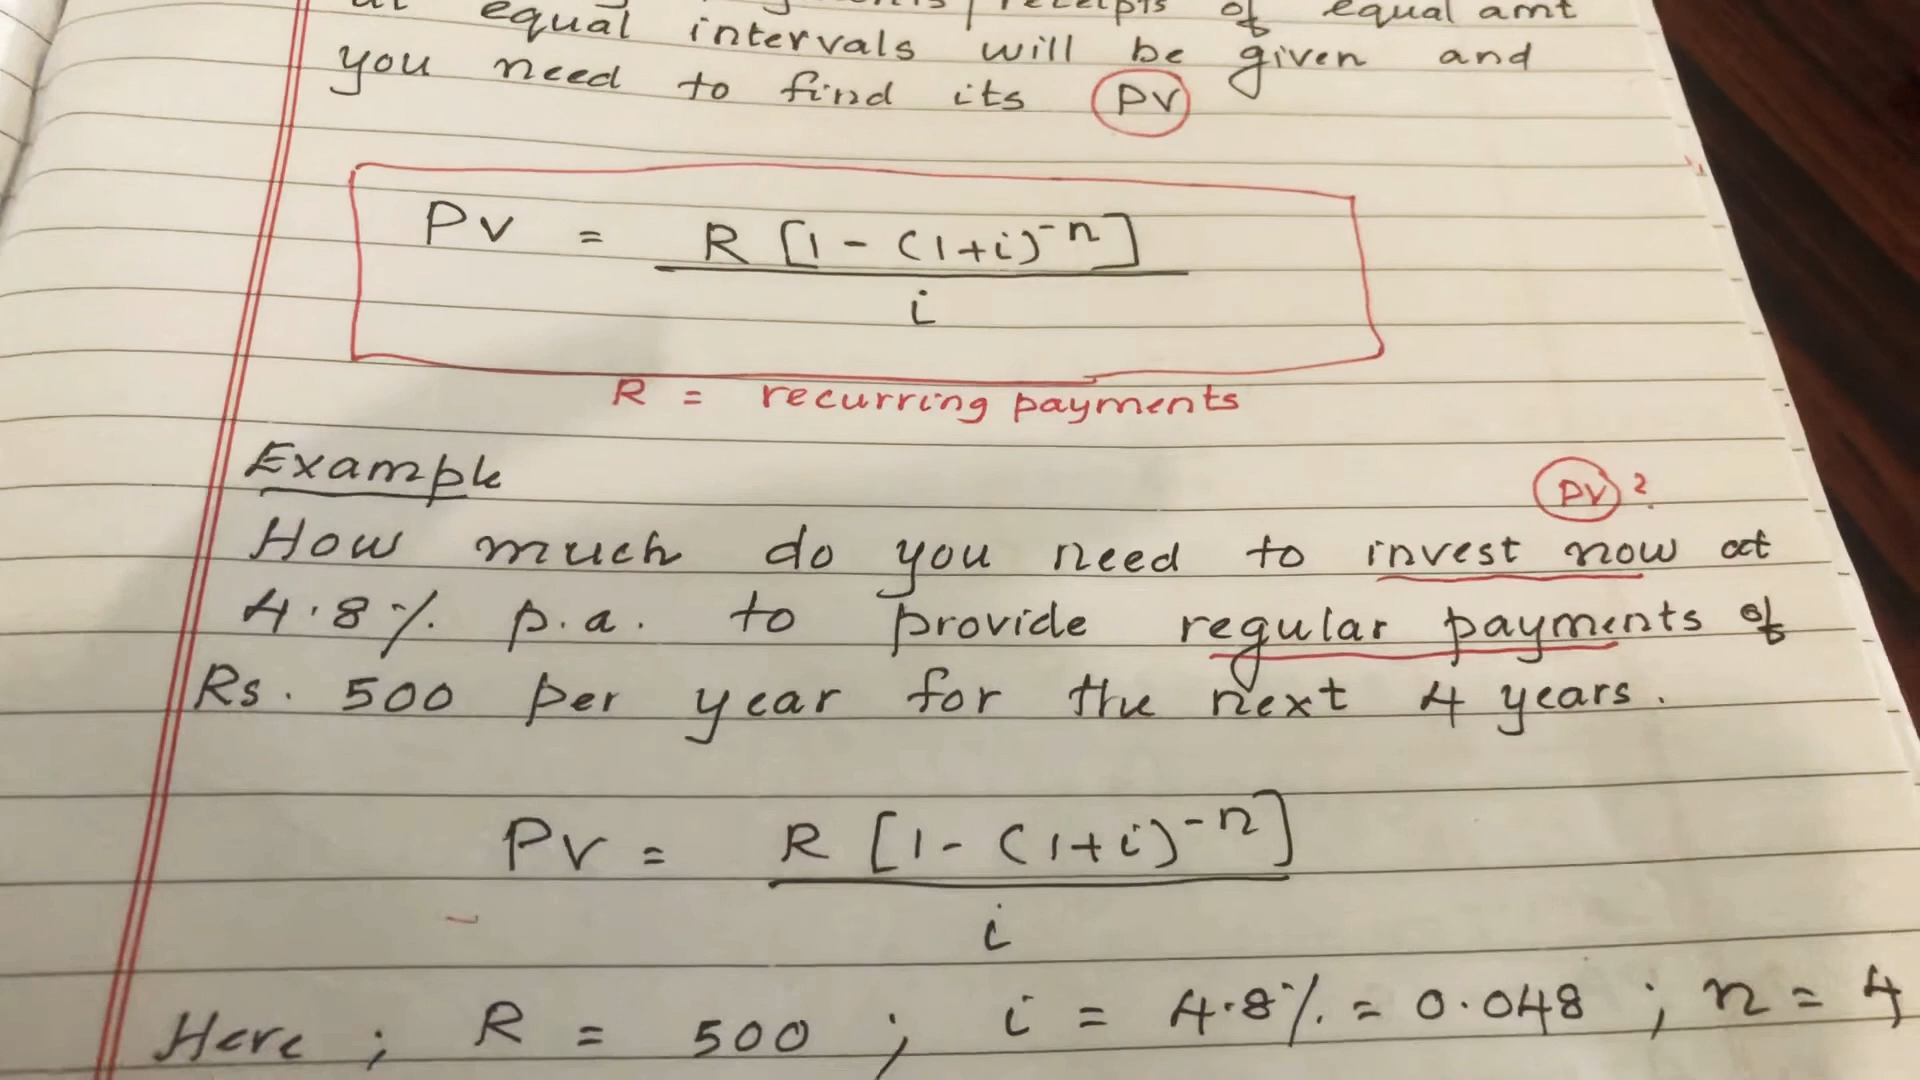 equal intervals will be given and
you need to find its PV
PV = R [1 - (1+i)⁻ⁿ]
i
R = recurring payments
Example
PV ?
How much do you need to invest now at
4.8% p.a. to provide regular payments of
Rs. 500 per year for the next 4 years.
PV = R [1 - (1+i)⁻ⁿ]
i
Here ; R = 500 ; i = 4.8% = 0.048 ; n = 4